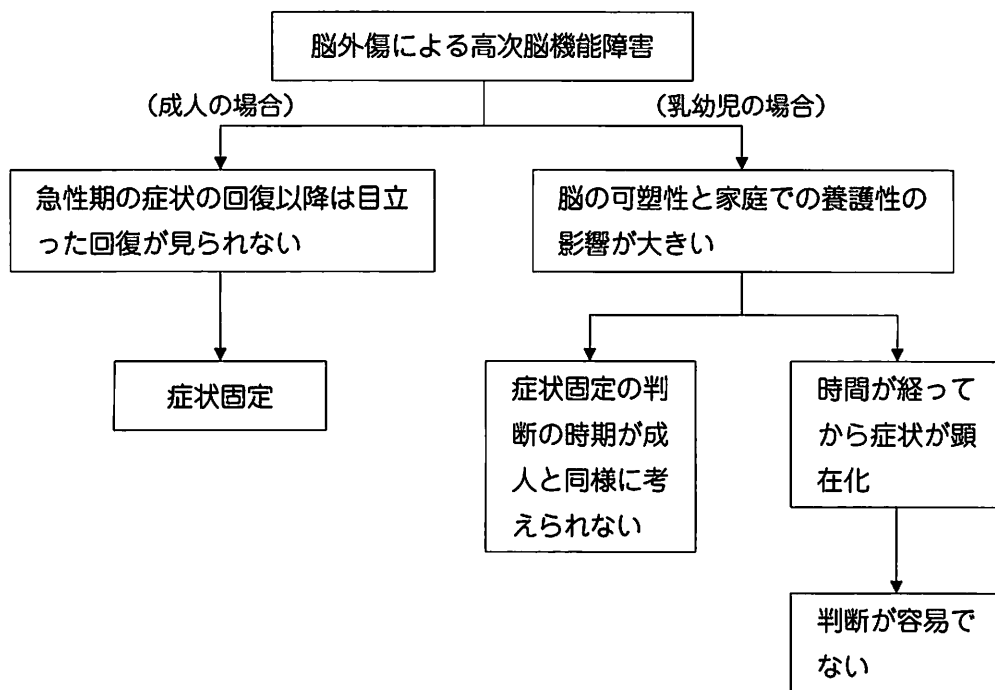 脳外傷による高次脳機能障害
(成人の場合)
(乳幼児の場合)
急性期の症状の回復以降は目立
った回復が見られない
脳の可塑性と家庭での養護性の
影響が大きい
症状固定
症状固定の判
断の時期が成
人と同様に考
えられない
時間が経って
から症状が顕
在化
判断が容易で
ない